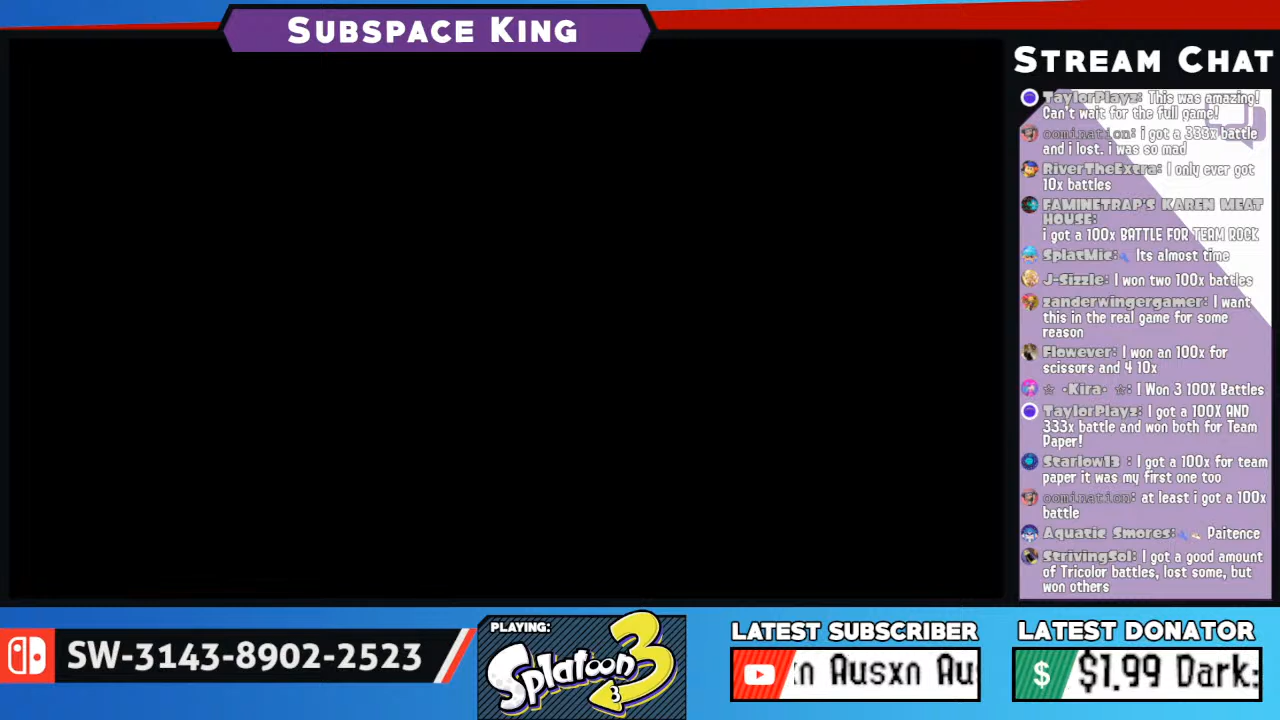 SUBSPACE KING
STREAM CHAT
TaylorPlayz: This was amazing!
Can't wait for the full game!
oomination: i got a 333x battle
and i lost. i was so mad
RiverTheExtra: I only ever got
10x battles
FAMINETRAP'S KAREN MEAT
HOUSE:
i got a 100x BATTLE FOR TEAM ROCK
SplatMic: Its almost time
J-Sizzle: I won two 100x battles
zanderwingergamer: I want
this in the real game for some
reason
Flowever: I won an 100x for
scissors and 4 10x
☆ -Kira- ☆: I Won 3 100X Battles
TaylorPlayz: I got a 100X AND
333x battle and won both for Team
Paper!
Starlow13 : I got a 100x for team
paper it was my first one too
oomination: at least i got a 100x
battle
Aquatic Smores: Paitence
StrivingSol: I got a good amount
of Tricolor battles, lost some, but
won others
SW-3143-8902-2523
PLAYING:
Splatoon 3
LATEST SUBSCRIBER
n Ausxn Au
LATEST DONATOR
$ $1.99 Dark: